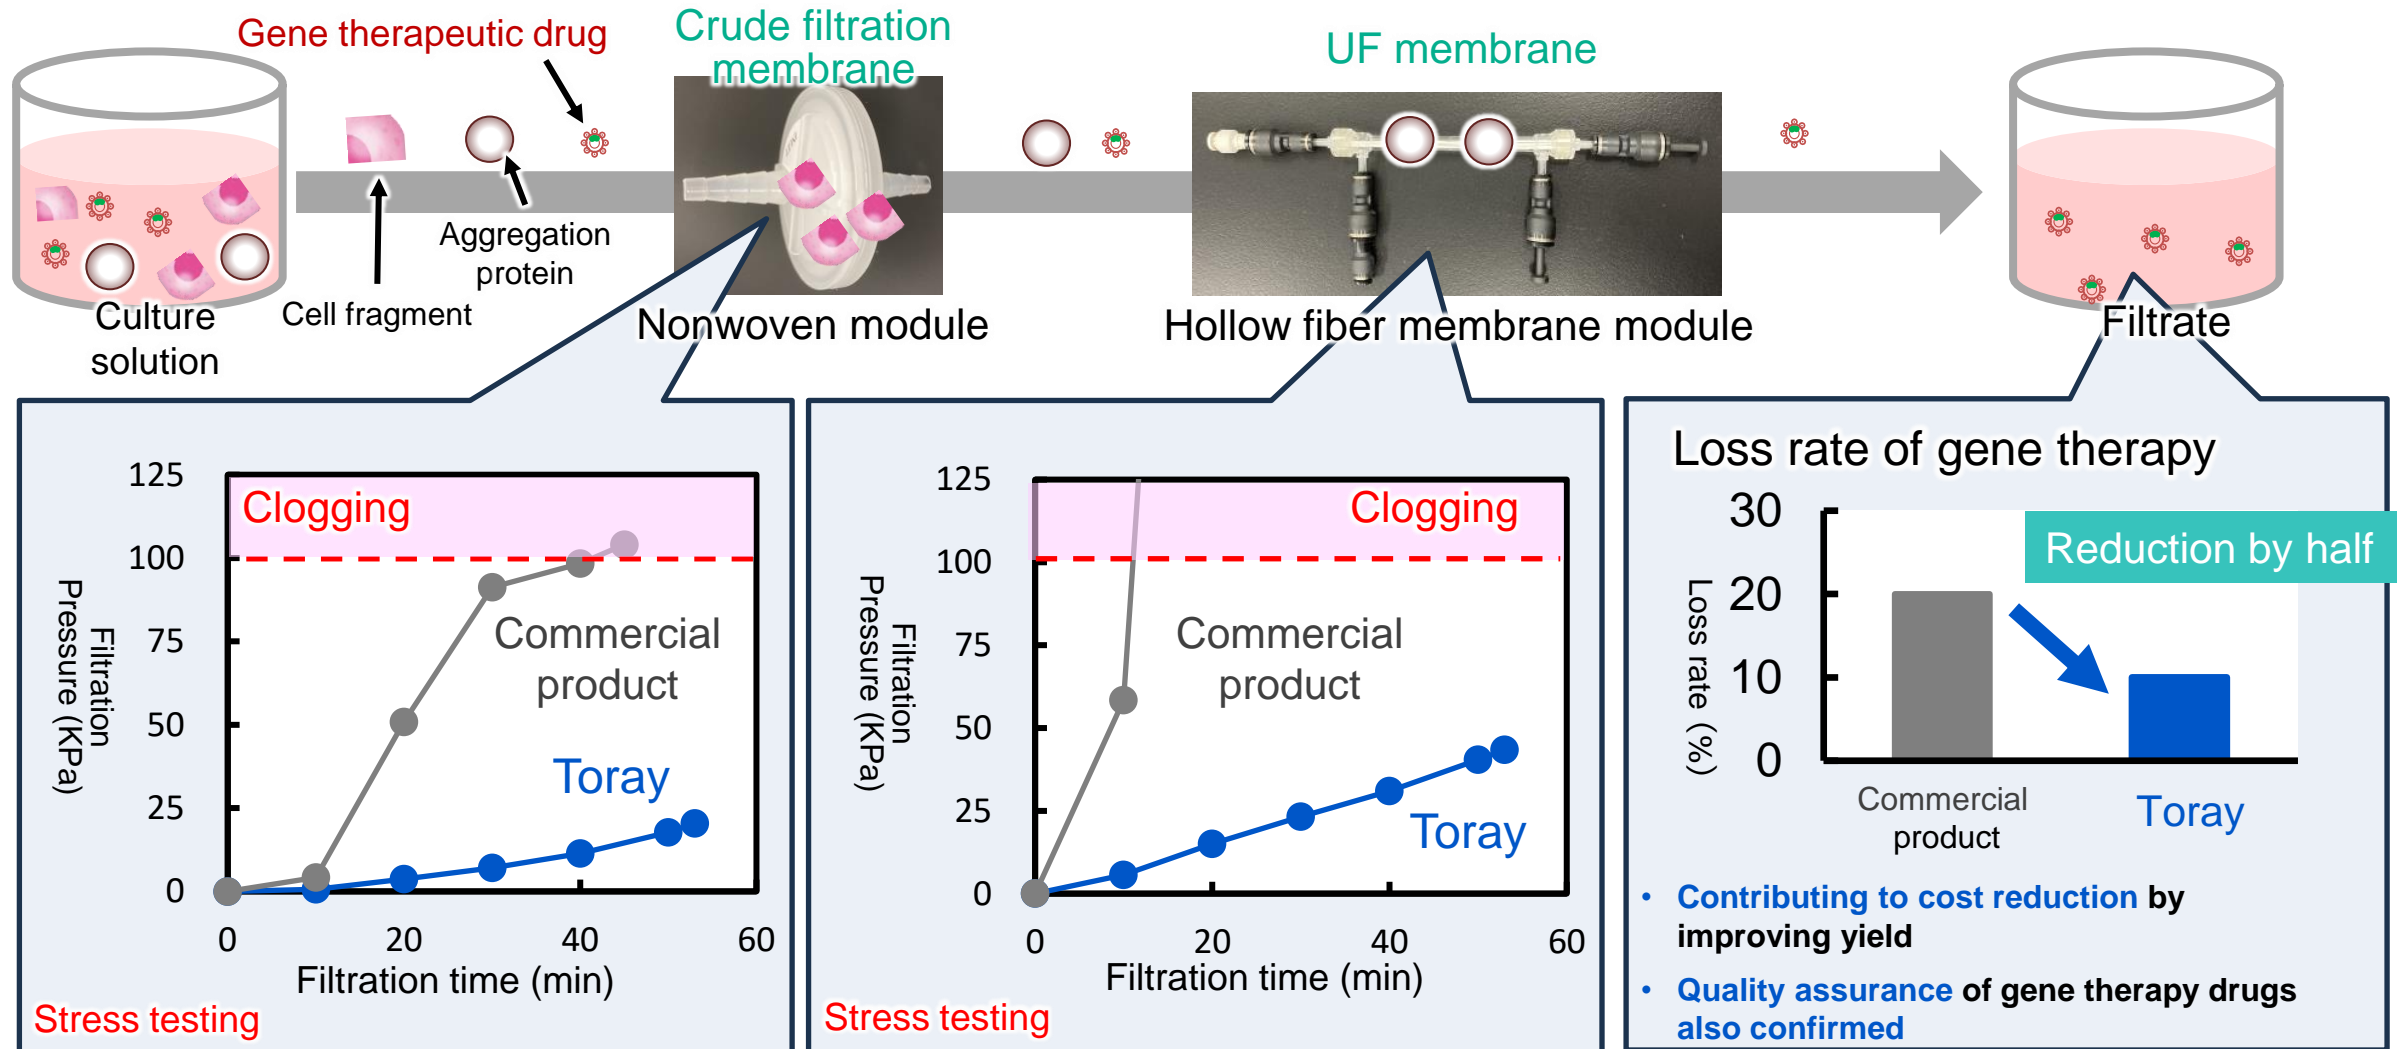 Gene therapeutic drug
Crude filtration
membrane
UF membrane
Aggregation
protein
Cell fragment
Culture
solution
Nonwoven module
Hollow fiber membrane module
Filtrate
125
100
75
50
25
0
Clogging
Commercial
product
Toray
Filtration
Pressure (KPa)
0
20
40
60
Filtration time (min)
Stress testing
125
100
75
50
25
0
Clogging
Commercial
product
Toray
Filtration
Pressure (KPa)
0
20
40
60
Filtration time (min)
Stress testing
Loss rate of gene therapy
30
20
10
0
Loss rate (%)
Reduction by half
Commercial
product
Toray
• Contributing to cost reduction by
improving yield
• Quality assurance of gene therapy drugs
also confirmed